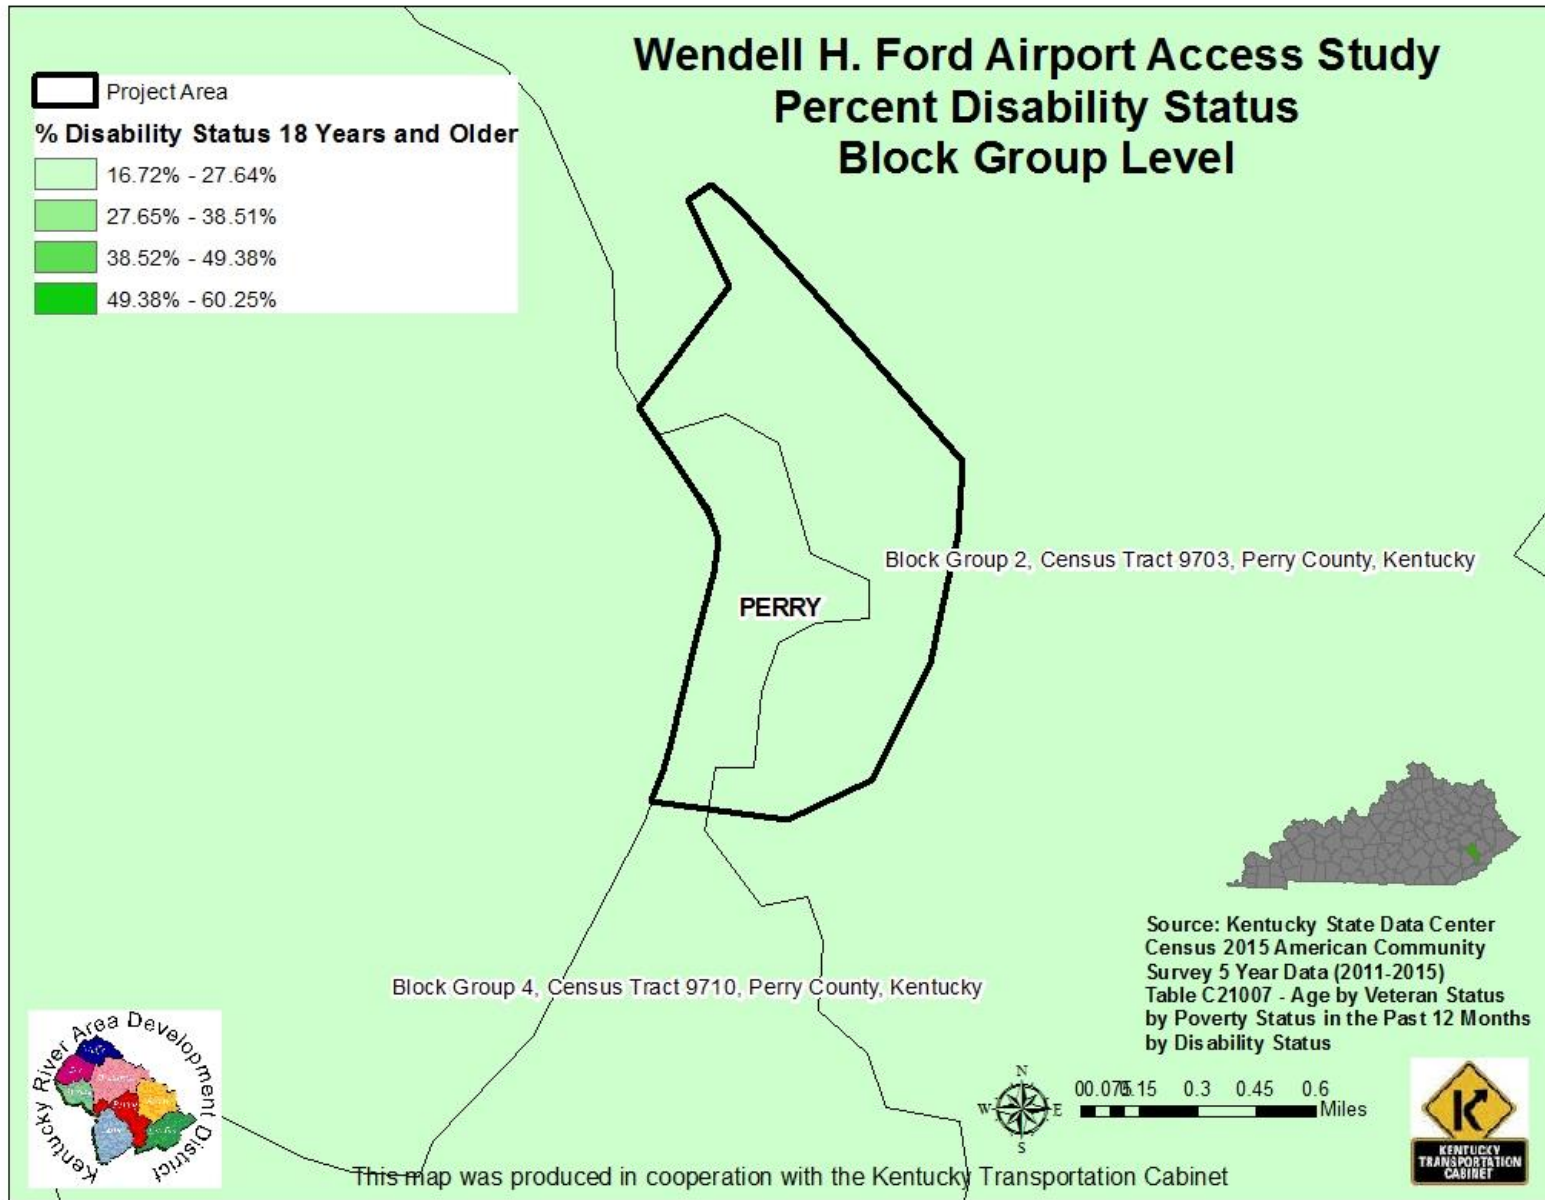 Wendell H. Ford Airport Access Study
Percent Disability Status
Block Group Level
Project Area
% Disability Status 18 Years and Older
16.72% - 27.64%
27.65% - 38.51%
38.52% - 49.38%
49.38% - 60.25%
Block Group 2, Census Tract 9703, Perry County, Kentucky
PERRY
Block Group 4, Census Tract 9710, Perry County, Kentucky
Source: Kentucky State Data Center
Census 2015 American Community
Survey 5 Year Data (2011-2015)
Table C21007 - Age by Veteran Status
by Poverty Status in the Past 12 Months
by Disability Status
Kentucky River Area Development District
Perry
N
W E
S
0 0.075 0.15 0.3 0.45 0.6
Miles
KENTUCKY
TRANSPORTATION
CABINET
This map was produced in cooperation with the Kentucky Transportation Cabinet